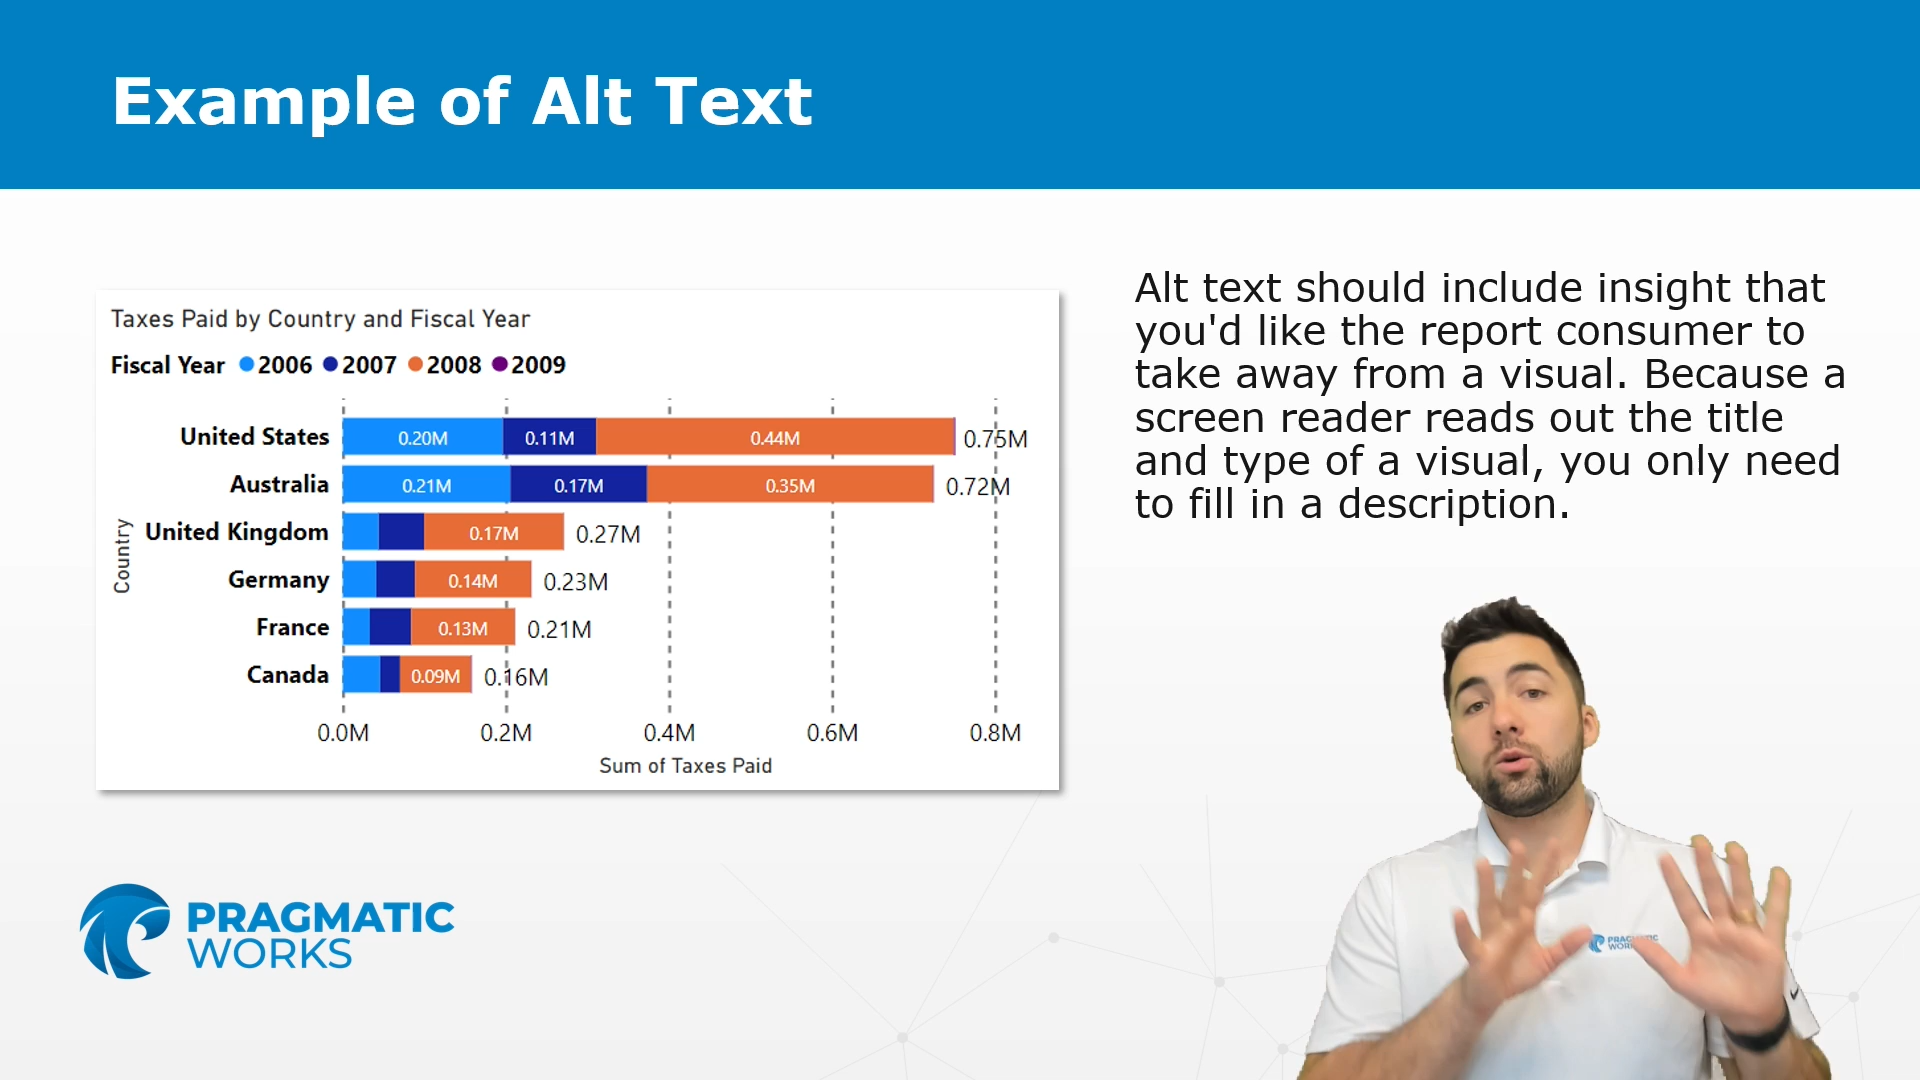 Example of Alt Text
Taxes Paid by Country and Fiscal Year
Fiscal Year 2006 2007 2008 2009
United States 0.20M 0.11M 0.44M 0.75M
Australia 0.21M 0.17M 0.35M 0.72M
United Kingdom 0.17M 0.27M
Germany 0.14M 0.23M
France 0.13M 0.21M
Canada 0.09M 0.16M
Country
0.0M 0.2M 0.4M 0.6M 0.8M
Sum of Taxes Paid
Alt text should include insight that
you'd like the report consumer to
take away from a visual. Because a
screen reader reads out the title
and type of a visual, you only need
to fill in a description.
PRAGMATIC
WORKS